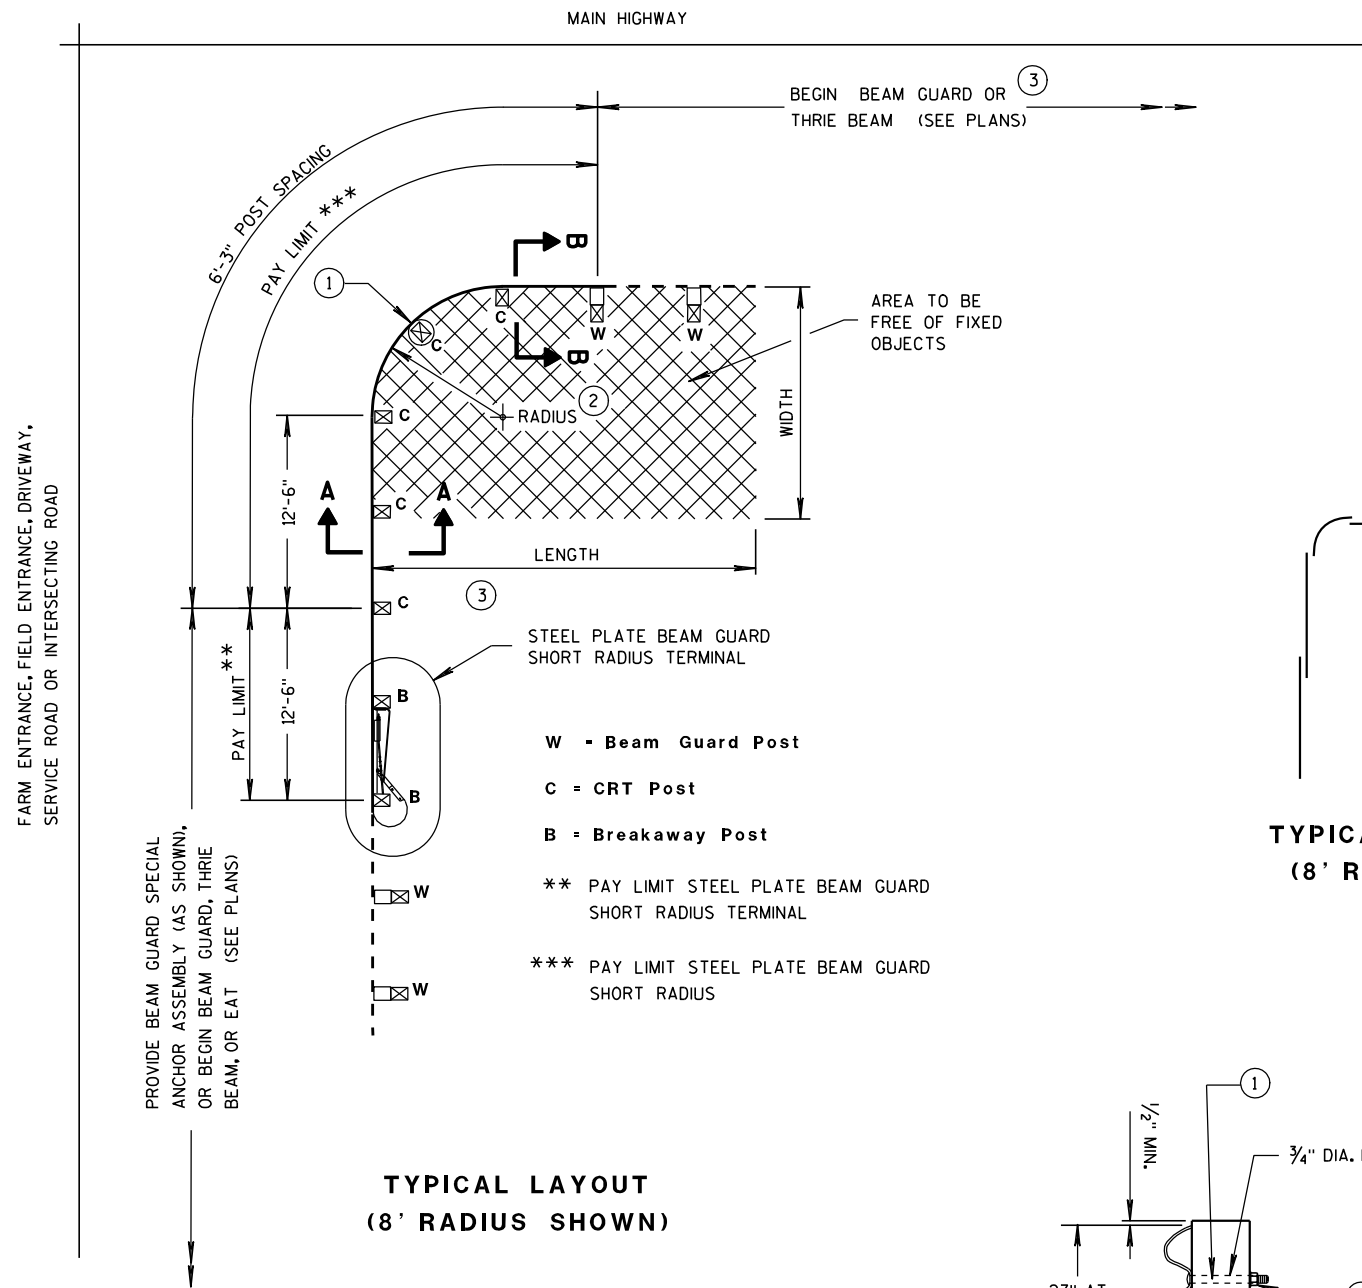 MAIN HIGHWAY
BEGIN BEAM GUARD OR
THRIE BEAM (SEE PLANS)
3
6'-3" POST SPACING
PAY LIMIT ***
1
B
B
C
C
W
W
AREA TO BE
FREE OF FIXED
OBJECTS
2
RADIUS
WIDTH
C
12'-6"
A
A
C
LENGTH
C
3
FARM ENTRANCE, FIELD ENTRANCE, DRIVEWAY,
SERVICE ROAD OR INTERSECTING ROAD
STEEL PLATE BEAM GUARD
SHORT RADIUS TERMINAL
PAY LIMIT **
12'-6"
B
B
W - Beam Guard Post
C = CRT Post
B = Breakaway Post
** PAY LIMIT STEEL PLATE BEAM GUARD
SHORT RADIUS TERMINAL
*** PAY LIMIT STEEL PLATE BEAM GUARD
SHORT RADIUS
W
W
PROVIDE BEAM GUARD SPECIAL
ANCHOR ASSEMBLY (AS SHOWN),
OR BEGIN BEAM GUARD, THRIE
BEAM, OR EAT (SEE PLANS)
TYPICAL LAYOUT
(8' RADIUS SHOWN)
TYPICA
(8' R
1
1/2" MIN.
3/4" DIA.